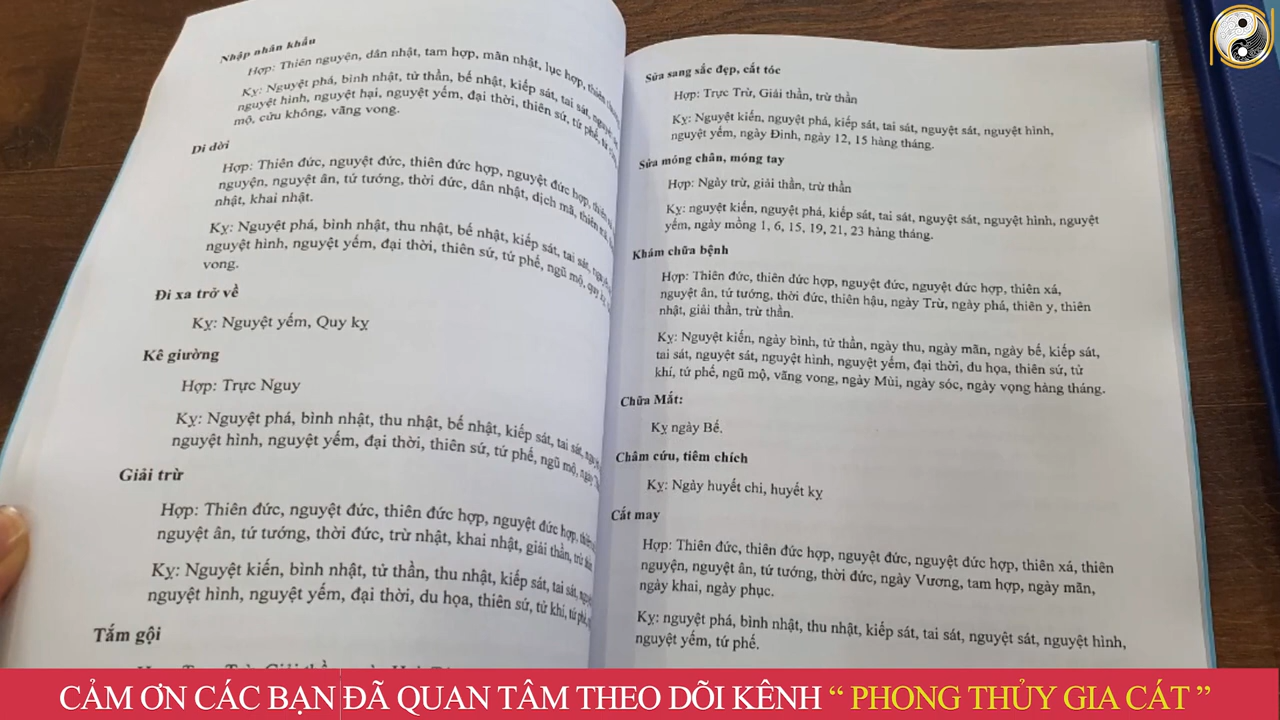 Nhập nhân khẩu
Hợp: Thiên nguyện, dân nhật, tam hợp, mãn nhật, lục hợp, thiên
Kỵ: Nguyệt phá, bình nhật, tử thần, bế nhật, kiếp sát, tai sát,
nguyệt hình, nguyệt hại, nguyệt yếm, đại thời, thiên sứ, tứ phế,
mộ, cửu không, vãng vong.
Di dời
Hợp: Thiên đức, nguyệt đức, thiên đức hợp, nguyệt đức hợp,
nguyện, nguyệt ân, tứ tướng, thời đức, dân nhật, dịch mã, thiên
nhật, khai nhật.
Kỵ: Nguyệt phá, bình nhật, thu nhật, bế nhật, kiếp sát, tai sát,
nguyệt hình, nguyệt yếm, đại thời, thiên sứ, tứ phế, ngũ mộ, quy
vong.
Đi xa trở về
Kỵ: Nguyệt yếm, Quy kỵ
Kê giường
Hợp: Trực Nguy
Kỵ: Nguyệt phá, bình nhật, thu nhật, bế nhật, kiếp sát, tai sát,
nguyệt hình, nguyệt yếm, đại thời, thiên sứ, tứ phế, ngũ mộ, ngày
Giải trừ
Hợp: Thiên đức, nguyệt đức, thiên đức hợp, nguyệt đức hợp,
nguyệt ân, tứ tướng, thời đức, trừ nhật, khai nhật, giải thần, trừ
Kỵ: Nguyệt kiến, bình nhật, tử thần, thu nhật, kiếp sát, tai sát,
nguyệt hình, nguyệt yếm, đại thời, du họa, thiên sứ, tử khí, tứ phế,
Tắm gội
Sửa sang sắc đẹp, cắt tóc
Hợp: Trực Trừ, Giải thần, trừ thần
Kỵ: Nguyệt kiến, nguyệt phá, kiếp sát, tai sát, nguyệt sát, nguyệt hình,
nguyệt yếm, ngày Đinh, ngày 12, 15 hàng tháng.
Sửa móng chân, móng tay
Hợp: Ngày trừ, giải thần, trừ thần
Kỵ: nguyệt kiến, nguyệt phá, kiếp sát, tai sát, nguyệt sát, nguyệt hình, nguyệt
yếm, ngày mồng 1, 6, 15, 19, 21, 23 hàng tháng.
Khám chữa bệnh
Hợp: Thiên đức, thiên đức hợp, nguyệt đức, nguyệt đức hợp, thiên xá,
nguyệt ân, tứ tướng, thời đức, thiên hậu, ngày Trừ, ngày phá, thiên y, thiên
nhật, giải thần, trừ thần.
Kỵ: Nguyệt kiến, ngày bình, tử thần, ngày thu, ngày mãn, ngày bế, kiếp sát,
tai sát, nguyệt sát, nguyệt hình, nguyệt yếm, đại thời, du họa, thiên sứ, tử
khí, tứ phế, ngũ mộ, vãng vong, ngày Mùi, ngày sóc, ngày vọng hàng tháng.
Chữa Mắt:
Kỵ ngày Bế.
Châm cứu, tiêm chích
Kỵ: Ngày huyết chi, huyết kỵ
Cắt may
Hợp: Thiên đức, thiên đức hợp, nguyệt đức, nguyệt đức hợp, thiên xá, thiên
nguyện, nguyệt ân, tứ tướng, thời đức, ngày Vương, tam hợp, ngày mãn,
ngày khai, ngày phục.
Kỵ: nguyệt phá, bình nhật, thu nhật, kiếp sát, tai sát, nguyệt sát, nguyệt hình,
nguyệt yếm, tứ phế.
CẢM ƠN CÁC BẠN ĐÃ QUAN TÂM THEO DÕI KÊNH “ PHONG THỦY GIA CÁT ”